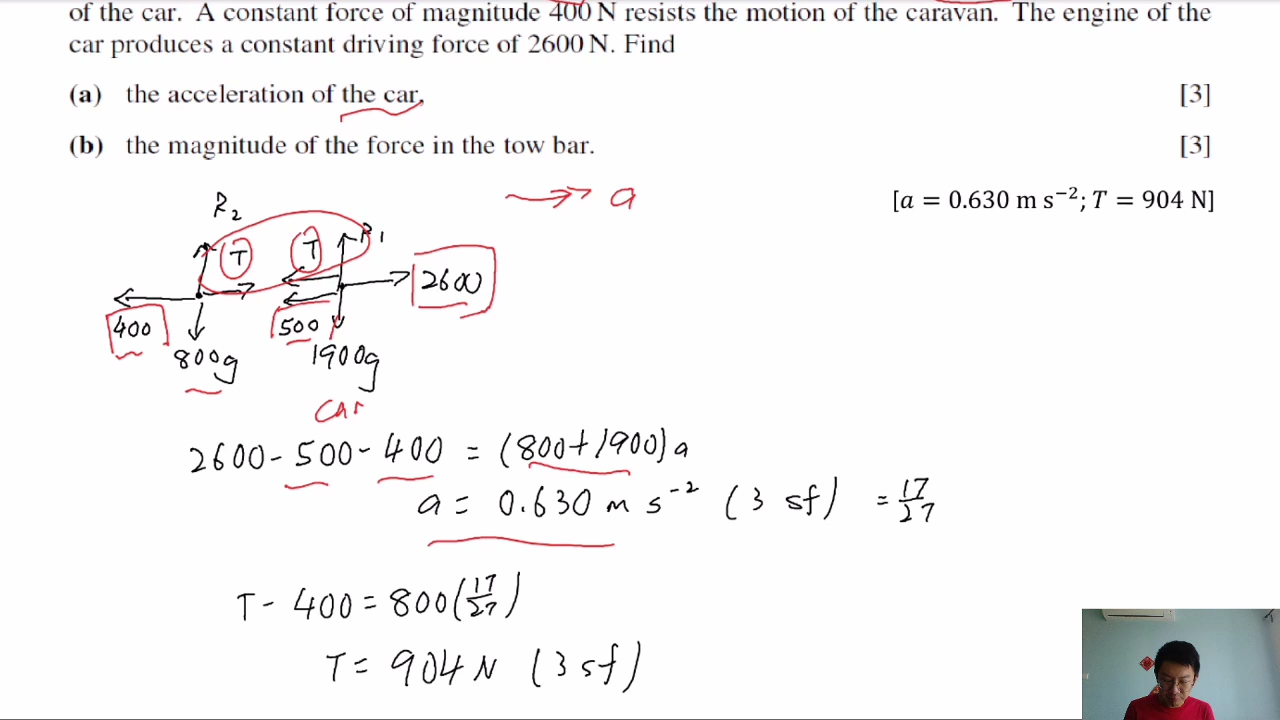 of the car. A constant force of magnitude 400 N resists the motion of the caravan. The engine of the
car produces a constant driving force of 2600 N. Find
(a) the acceleration of the car, [3]
(b) the magnitude of the force in the tow bar. [3]
[a = 0.630 m s⁻²; T = 904 N]
R₂ a
T T R₁
2600
400 500
800g 1900g
car
2600 - 500 - 400 = (800+1900)a
a = 0.630 m s⁻² (3 sf) = 17/27
T - 400 = 800(17/27)
T = 904 N (3 sf)